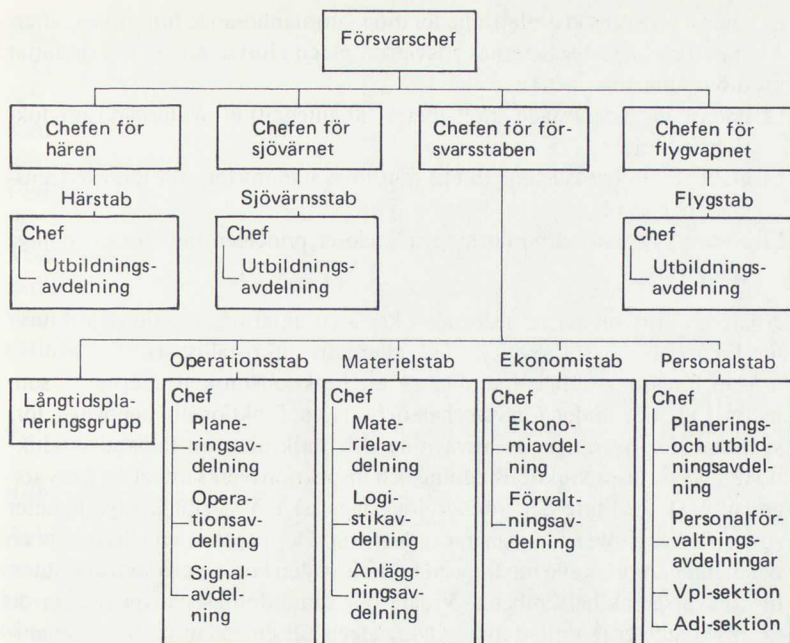 Försvarschef
Chefen för
hären
Chefen för
sjövärnet
Chefen för för-
svarsstaben
Chefen för
flygvapnet
Härstab
Chef
Utbildnings-
avdelning
Sjövärnsstab
Chef
Utbildnings-
avdelning
Flygstab
Chef
Utbildnings-
avdelning
Långtidspla-
neringsgrupp
Operationstab
Chef
Plane-
ringsav-
delning
Opera-
tionsav-
delning
Signal-
avdel-
ning
Materielstab
Chef
Mate-
rielav-
delning
Logi-
stikav-
delning
Anlägg-
ningsav-
delning
Ekonomistab
Chef
Ekono-
miavdel-
ning
Förvalt-
ningsav-
delning
Personalstab
Chef
Planerings-
och utbild-
ningsavdel-
ning
Personalför-
valtnings-
avdelningar
Vpl-sektion
Adj-sektion